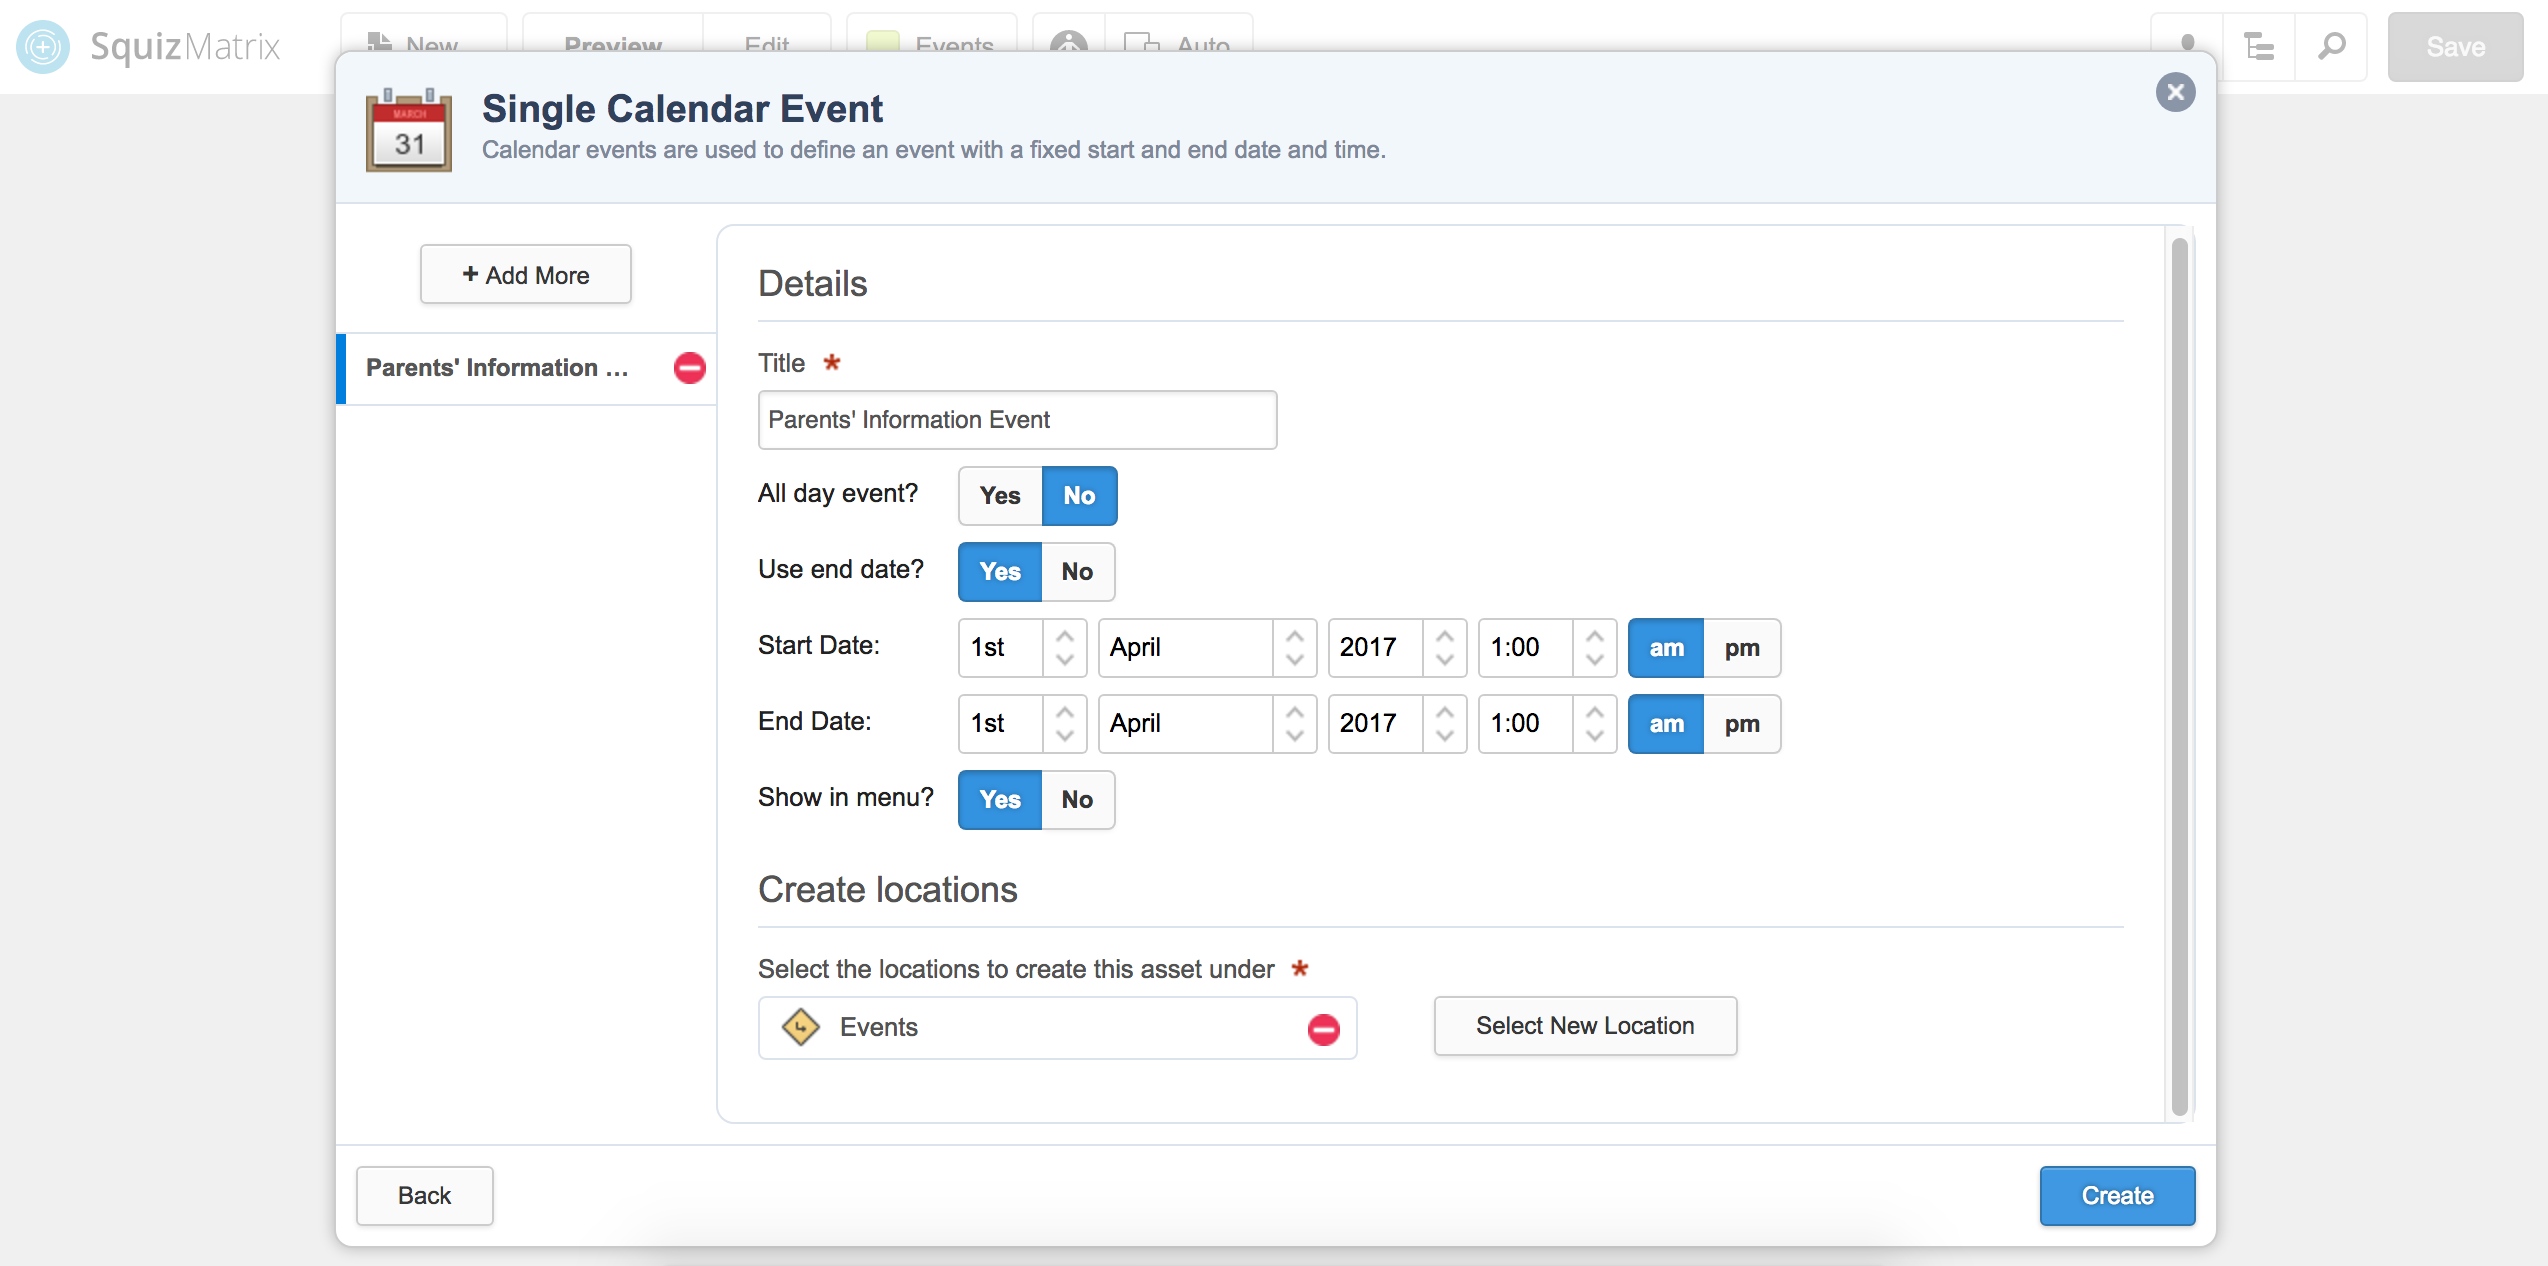 SquizMatrix New Preview Edit Events Auto Save
Single Calendar Event
Calendar events are used to define an event with a fixed start and end date and time.
MARCH
31
+ Add More
Parents' Information ...
Details
Title *
Parents' Information Event
All day event? Yes No
Use end date? Yes No
Start Date: 1st April 2017 1:00 am pm
End Date: 1st April 2017 1:00 am pm
Show in menu? Yes No
Create locations
Select the locations to create this asset under *
Events Select New Location
Back Create